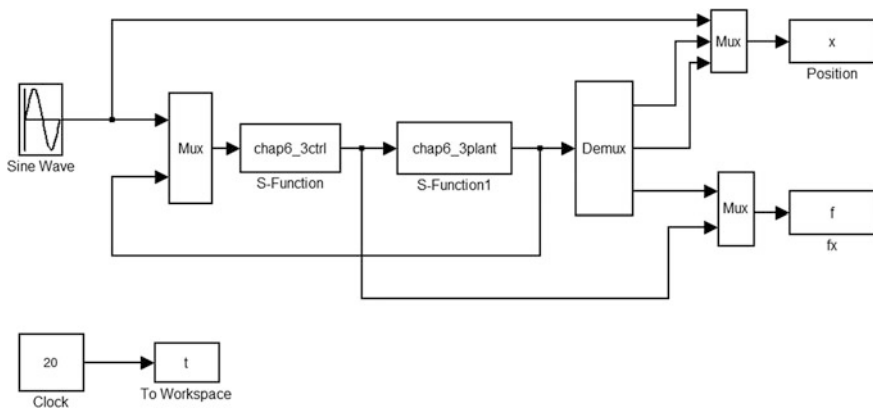 Mux
x
Position
Sine Wave
Mux
chap6_3ctrl
S-Function
chap6_3plant
S-Function1
Demux
Mux
f
fx
20
Clock
t
To Workspace